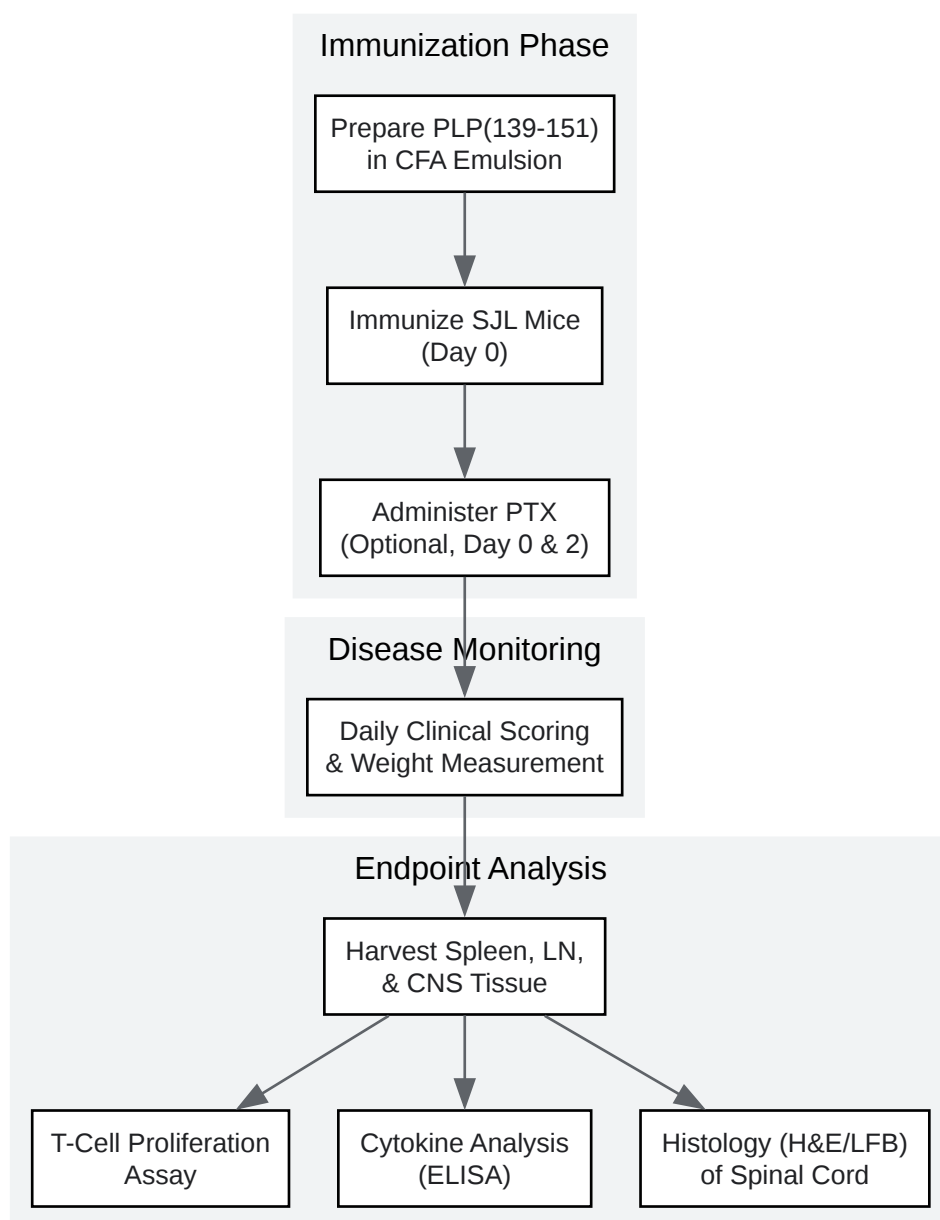 Immunization Phase
Prepare PLP(139-151)
in CFA Emulsion
Immunize SJL Mice
(Day 0)
Administer PTX
(Optional, Day 0 & 2)
Disease Monitoring
Daily Clinical Scoring
& Weight Measurement
Endpoint Analysis
Harvest Spleen, LN,
& CNS Tissue
T-Cell Proliferation
Assay
Cytokine Analysis
(ELISA)
Histology (H&E/LFB)
of Spinal Cord